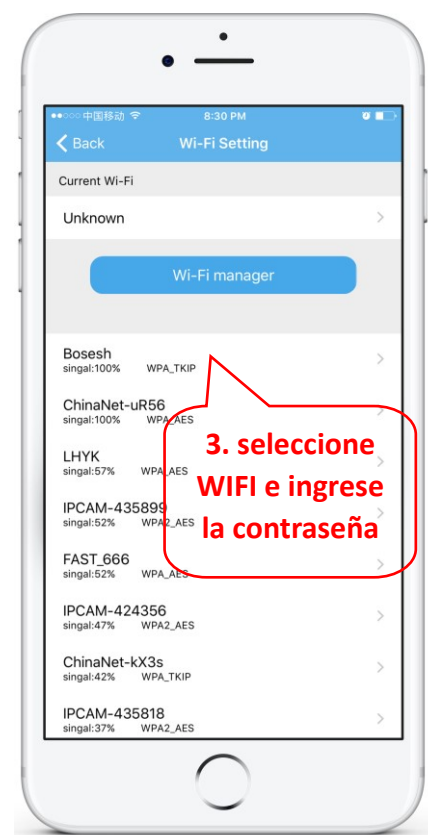 ●●○○○ 中国移动 8:30 PM
Back Wi-Fi Setting
Current Wi-Fi
Unknown
Wi-Fi manager
Bosesh
singal:100% WPA_TKIP
ChinaNet-uR56
singal:100% WPA_AES
LHYK
singal:57% WPA_AES
IPCAM-435899
singal:52% WPA2_AES
FAST_666
singal:52% WPA_AES
IPCAM-424356
singal:47% WPA2_AES
ChinaNet-kX3s
singal:42% WPA_TKIP
IPCAM-435818
singal:37% WPA2_AES
3. seleccione
WIFI e ingrese
la contraseña